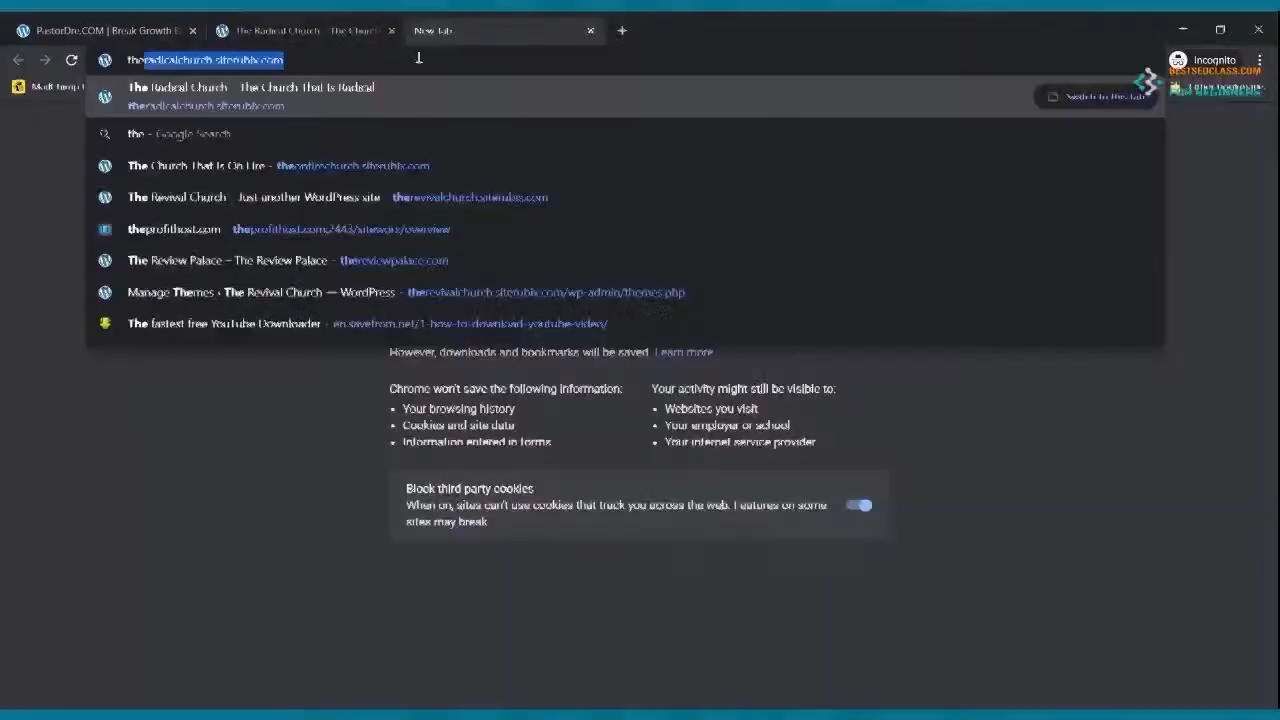 PastorDre.COM | Break Growth B
The Radical Church – The Church
New Tab
theradicalchurch.siterubix.com
Incognito
BESTSEOCLASS.COM
FOR BEGINNERS
The Radical Church – The Church That Is Radical
theradicalchurch.siterubix.com
Switch to this tab
the - Google Search
The Church That Is On Fire - theonfirechurch.siterubix.com
The Revival Church – Just another WordPress site - therevivalchurch.siterubix.com
theprofithost.com - theprofithost.com:2443/siteworx/overview
The Review Palace – The Review Palace - thereviewpalace.com
Manage Themes ‹ The Revival Church — WordPress - therevivalchurch.siterubix.com/wp-admin/themes.php
The fastest free YouTube Downloader - en.savefrom.net/1-how-to-download-youtube-video/
However, downloads and bookmarks will be saved. Learn more
Chrome won't save the following information:
• Your browsing history
• Cookies and site data
• Information entered in forms
Your activity might still be visible to:
• Websites you visit
• Your employer or school
• Your internet service provider
Block third party cookies
When on, sites can't use cookies that track you across the web. Features on some
sites may break